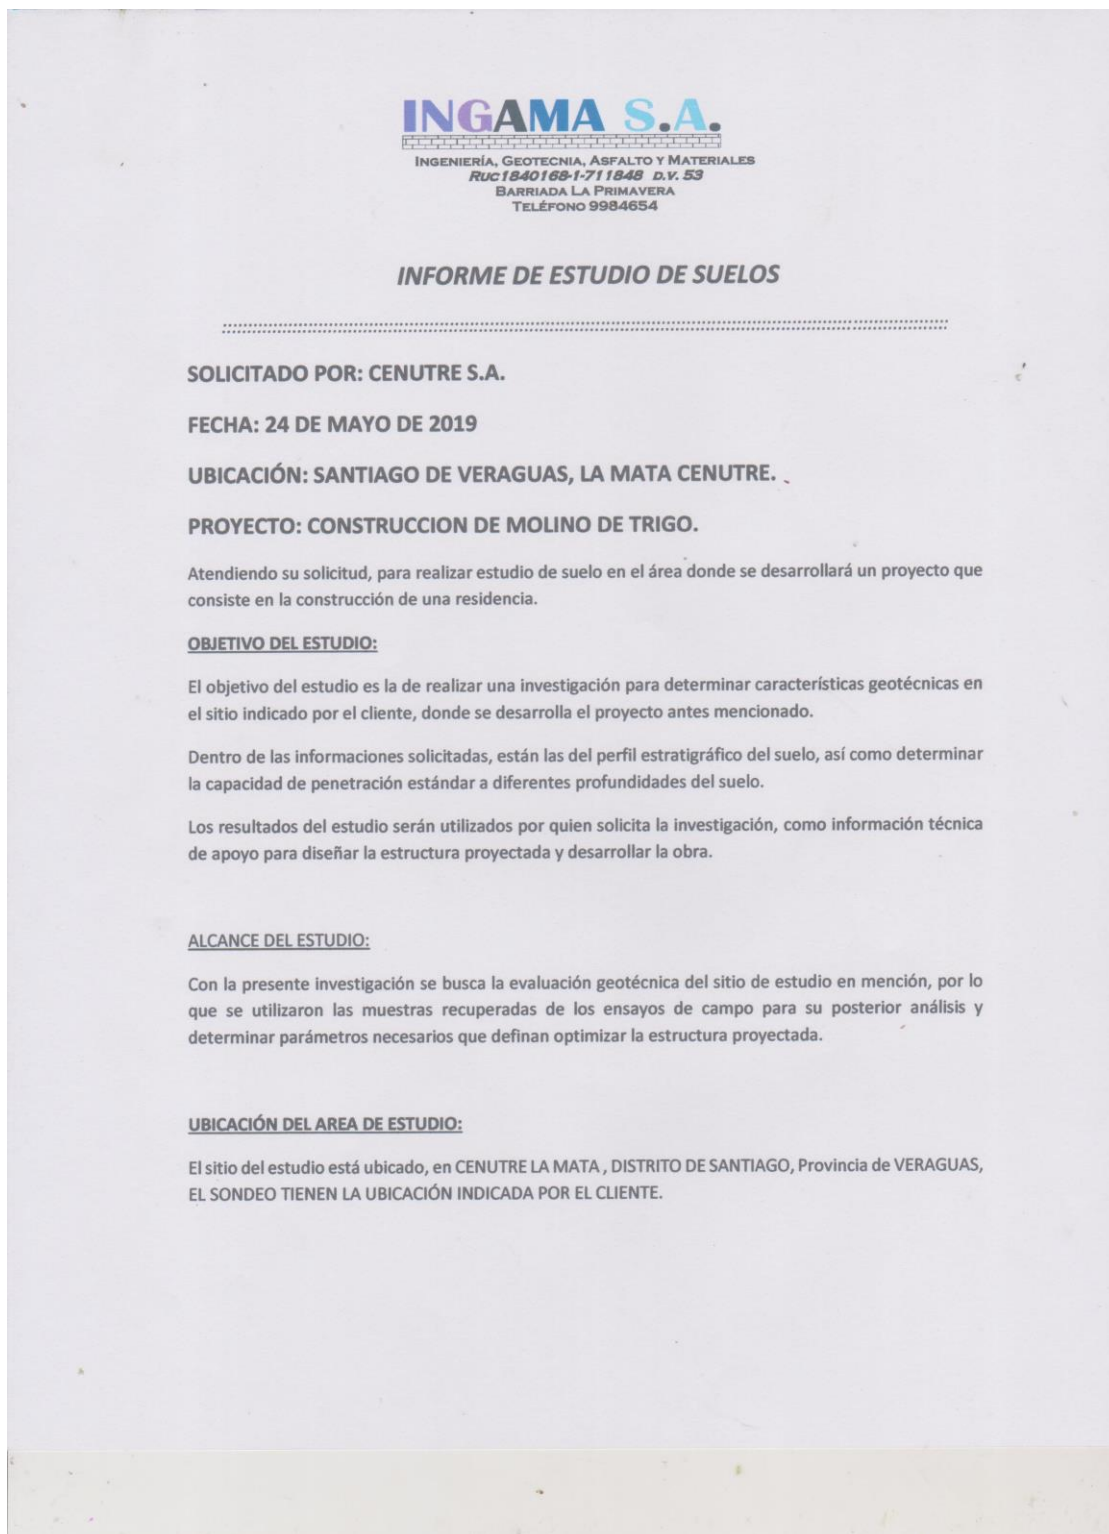 INGAMA S.A.
INGENIERÍA, GEOTECNIA, ASFALTO Y MATERIALES
RUC1840168-1-711848 D.V. 53
BARRIADA LA PRIMAVERA
TELÉFONO 9984654
INFORME DE ESTUDIO DE SUELOS
SOLICITADO POR: CENUTRE S.A.
FECHA: 24 DE MAYO DE 2019
UBICACIÓN: SANTIAGO DE VERAGUAS, LA MATA CENUTRE.
PROYECTO: CONSTRUCCION DE MOLINO DE TRIGO.
Atendiendo su solicitud, para realizar estudio de suelo en el área donde se desarrollará un proyecto que
consiste en la construcción de una residencia.
OBJETIVO DEL ESTUDIO:
El objetivo del estudio es la de realizar una investigación para determinar características geotécnicas en
el sitio indicado por el cliente, donde se desarrolla el proyecto antes mencionado.
Dentro de las informaciones solicitadas, están las del perfil estratigráfico del suelo, así como determinar
la capacidad de penetración estándar a diferentes profundidades del suelo.
Los resultados del estudio serán utilizados por quien solicita la investigación, como información técnica
de apoyo para diseñar la estructura proyectada y desarrollar la obra.
ALCANCE DEL ESTUDIO:
Con la presente investigación se busca la evaluación geotécnica del sitio de estudio en mención, por lo
que se utilizaron las muestras recuperadas de los ensayos de campo para su posterior análisis y
determinar parámetros necesarios que definan optimizar la estructura proyectada.
UBICACIÓN DEL AREA DE ESTUDIO:
El sitio del estudio está ubicado, en CENUTRE LA MATA , DISTRITO DE SANTIAGO, Provincia de VERAGUAS,
EL SONDEO TIENEN LA UBICACIÓN INDICADA POR EL CLIENTE.